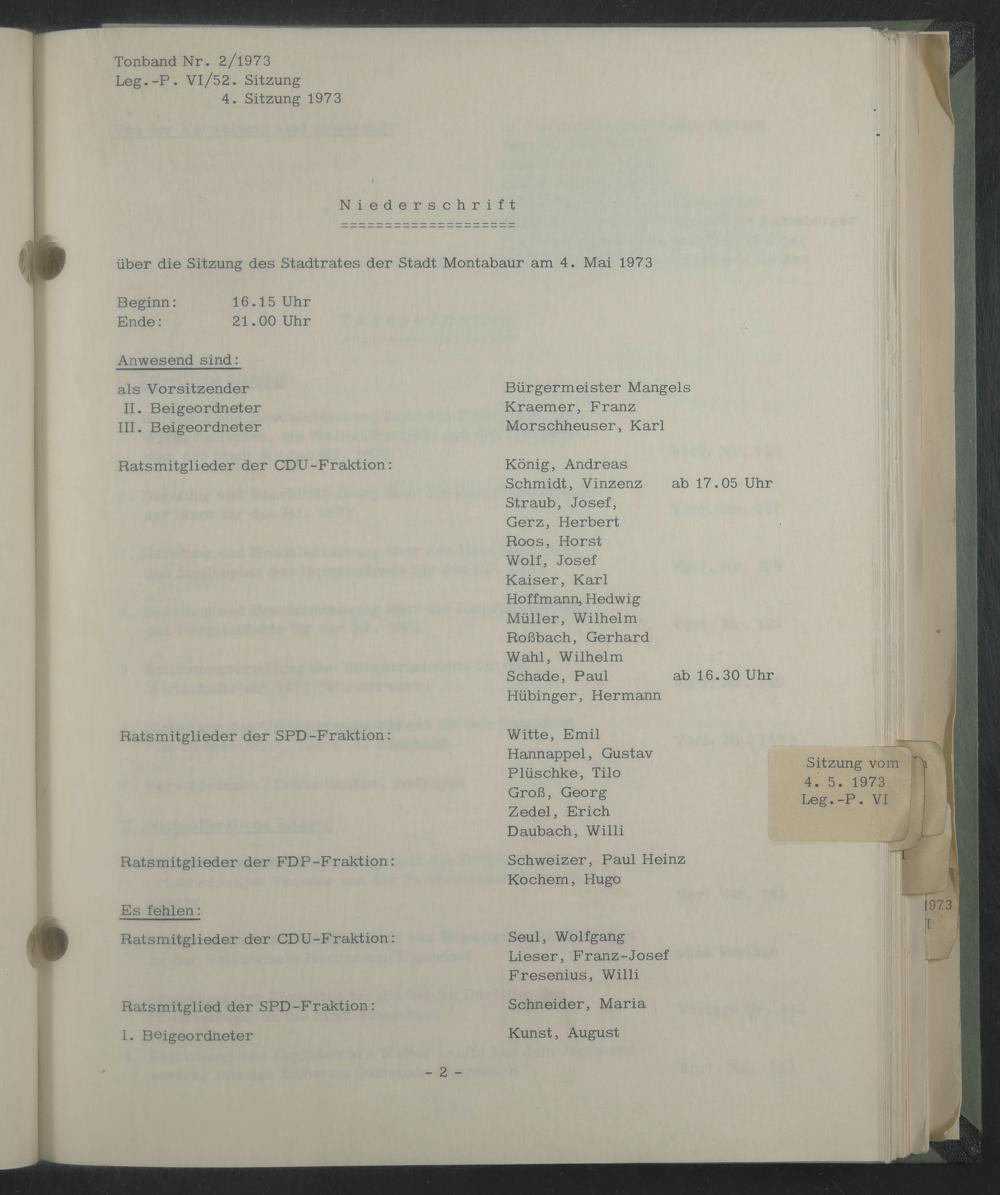 Tonband Nr. 2/1973
Leg.-P. VI/52. Sitzung
4. Sitzung 1973
Niederschrift
====================
über die Sitzung des Stadtrates der Stadt Montabaur am 4. Mai 1973
Beginn: 16.15 Uhr
Ende: 21.00 Uhr
Anwesend sind:
als Vorsitzender Bürgermeister Mangels
II. Beigeordneter Kraemer, Franz
III. Beigeordneter Morschheuser, Karl
Ratsmitglieder der CDU-Fraktion: König, Andreas
Schmidt, Vinzenz ab 17.05 Uhr
Straub, Josef,
Gerz, Herbert
Roos, Horst
Wolf, Josef
Kaiser, Karl
Hoffmann, Hedwig
Müller, Wilhelm
Roßbach, Gerhard
Wahl, Wilhelm
Schade, Paul ab 16.30 Uhr
Hübinger, Hermann
Ratsmitglieder der SPD-Fraktion: Witte, Emil
Hannappel, Gustav
Plüschke, Tilo
Groß, Georg
Zedel, Erich
Daubach, Willi
Sitzung vom
4. 5. 1973
Leg.-P. VI
Ratsmitglieder der FDP-Fraktion: Schweizer, Paul Heinz
Kochem, Hugo
1973
I
Es fehlen:
Ratsmitglieder der CDU-Fraktion: Seul, Wolfgang
Lieser, Franz-Josef
Fresenius, Willi
Ratsmitglied der SPD-Fraktion: Schneider, Maria
I. Beigeordneter Kunst, August
- 2 -